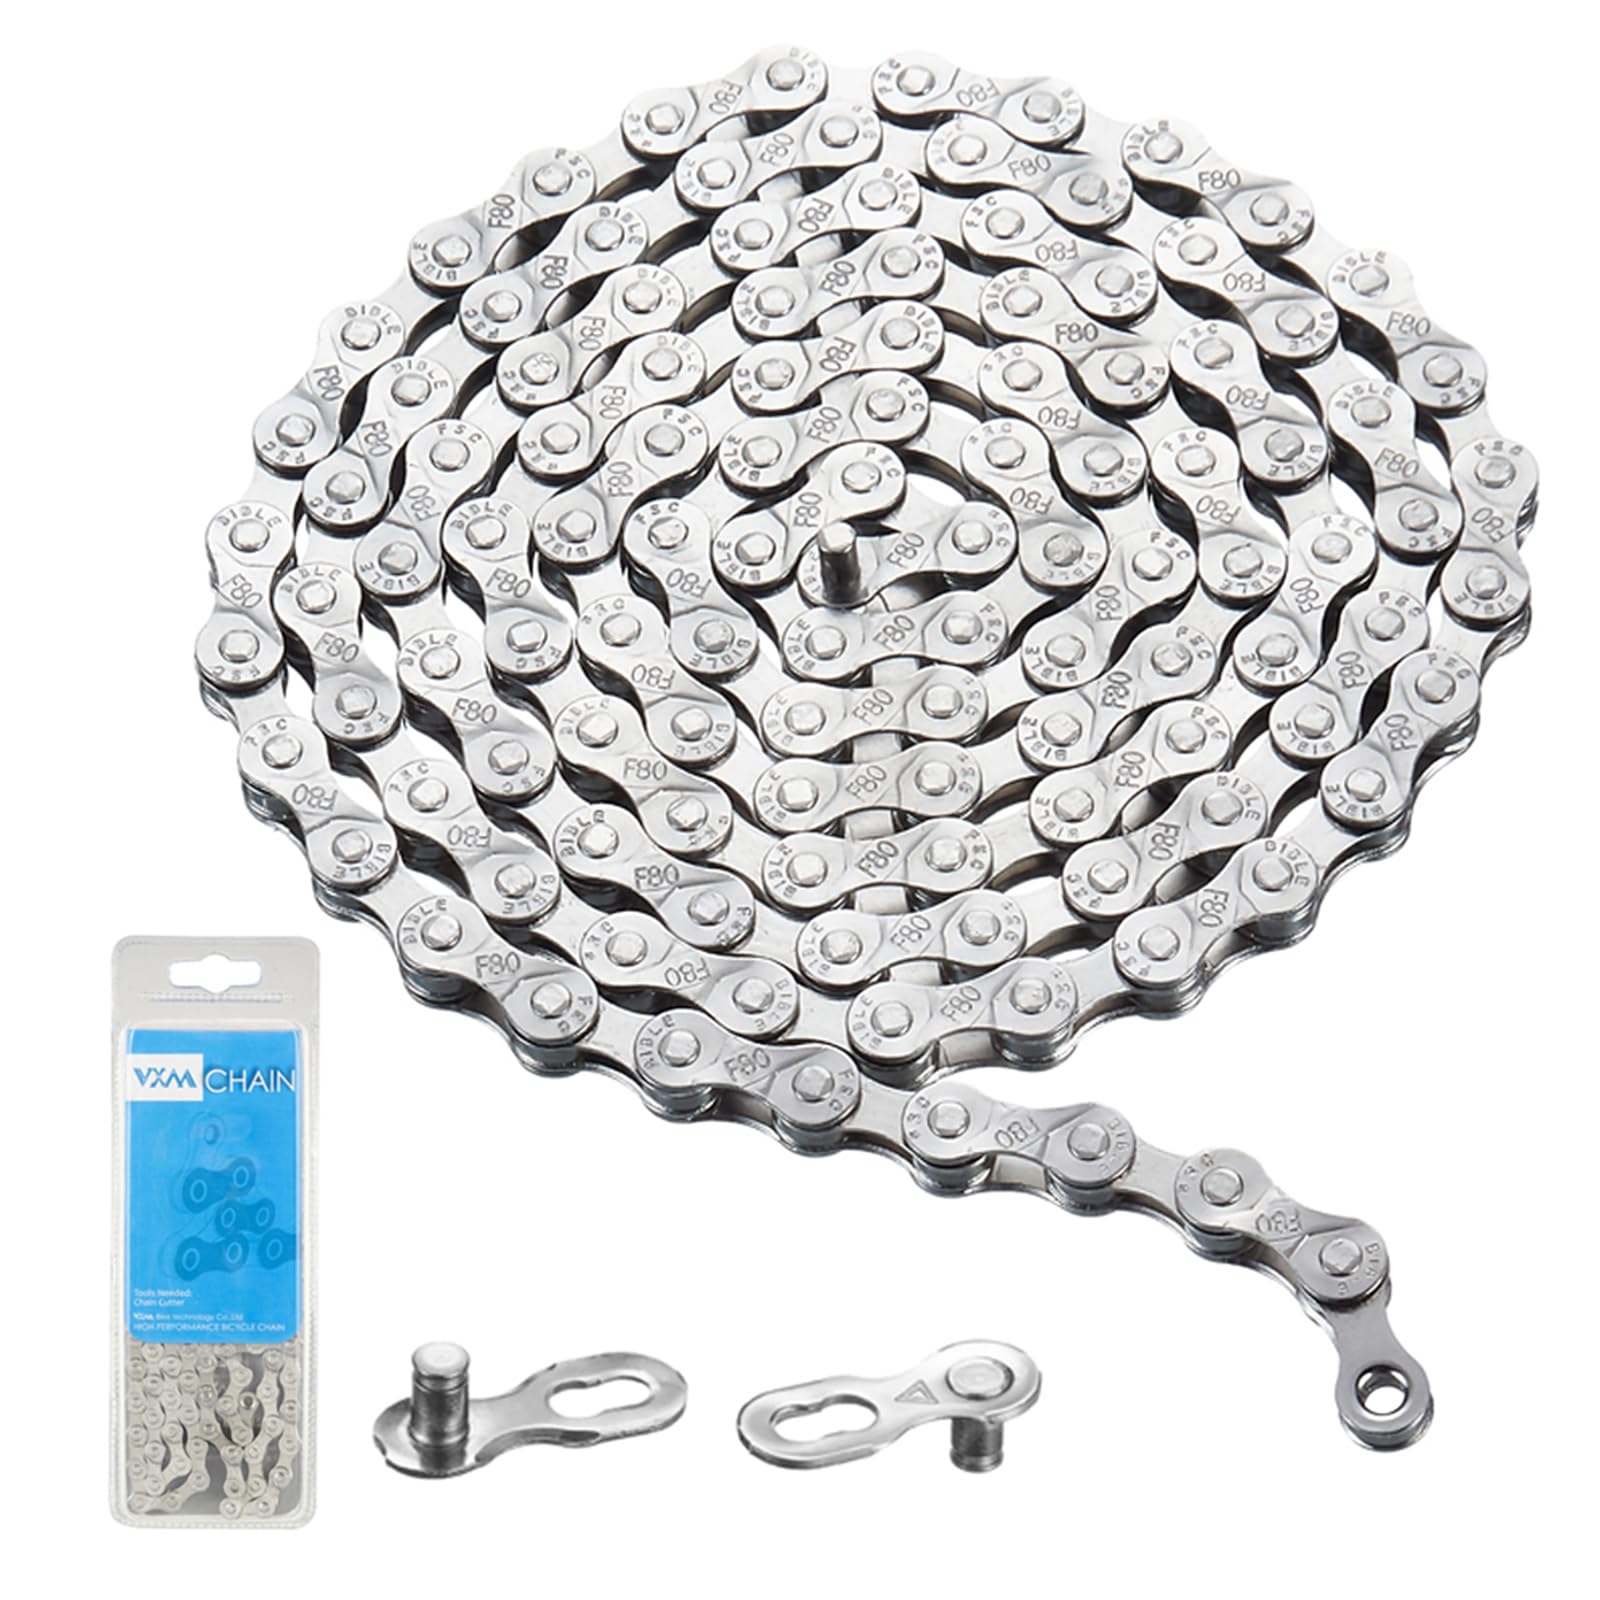 FSC F80 BIBLE
VXM CHAIN
Tools Needed:
Chain Cutter
VXM Bike technology Co.,Ltd
HIGH PERFORMANCE BICYCLE CHAIN